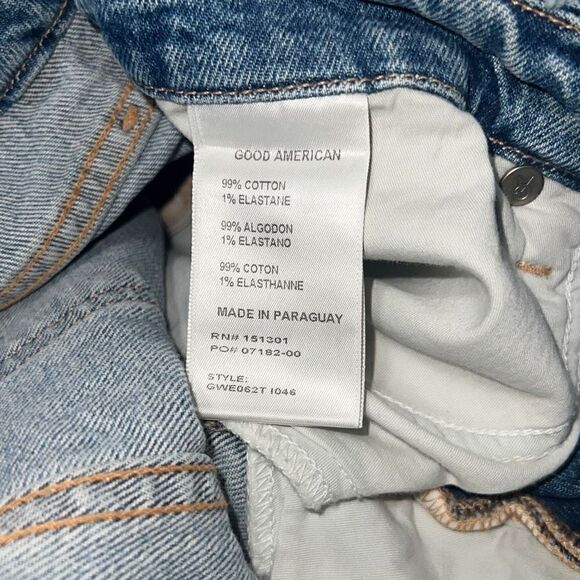 GOOD AMERICAN
99% COTTON
1% ELASTANE
99% ALGODON
1% ELASTANO
99% COTON
1% ELASTHANNE
MADE IN PARAGUAY
RN# 151301
PO# 07182-00
STYLE:
GWE062T I046